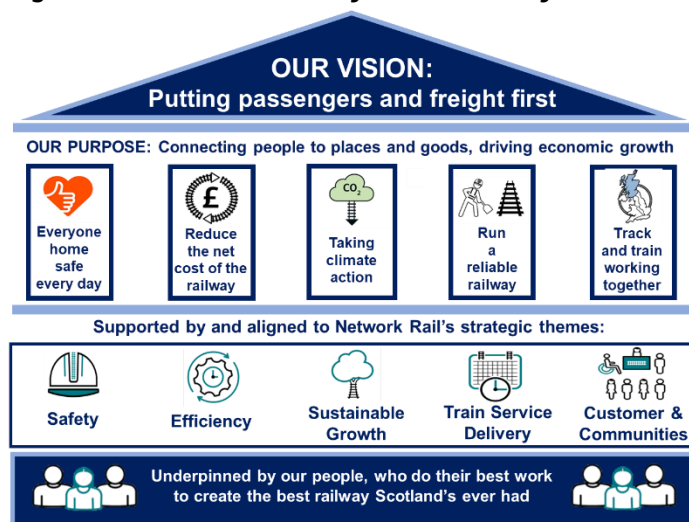 OUR VISION:
Putting passengers and freight first
OUR PURPOSE: Connecting people to places and goods, driving economic growth
Everyone
home
safe
every day
£
Reduce
the net
cost of the
railway
CO2
Taking
climate
action
Run
a
reliable
railway
Track
and train
working
together
Supported by and aligned to Network Rail's strategic themes:
Safety
Efficiency
Sustainable
Growth
Train Service
Delivery
Customer &
Communities
Underpinned by our people, who do their best work
to create the best railway Scotland's ever had